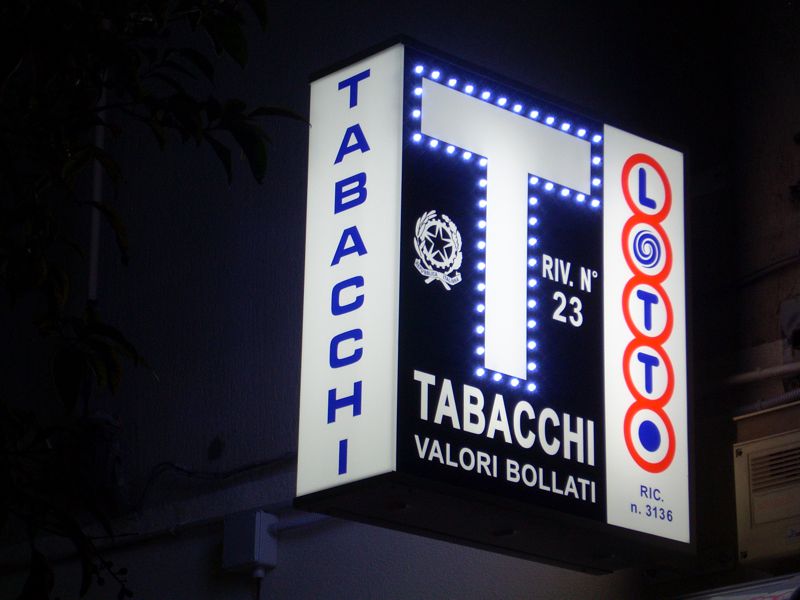 TABACCHI
T
RIV. N°
23
TABACCHI
VALORI BOLLATI
LOTTO
RIC.
n. 3136